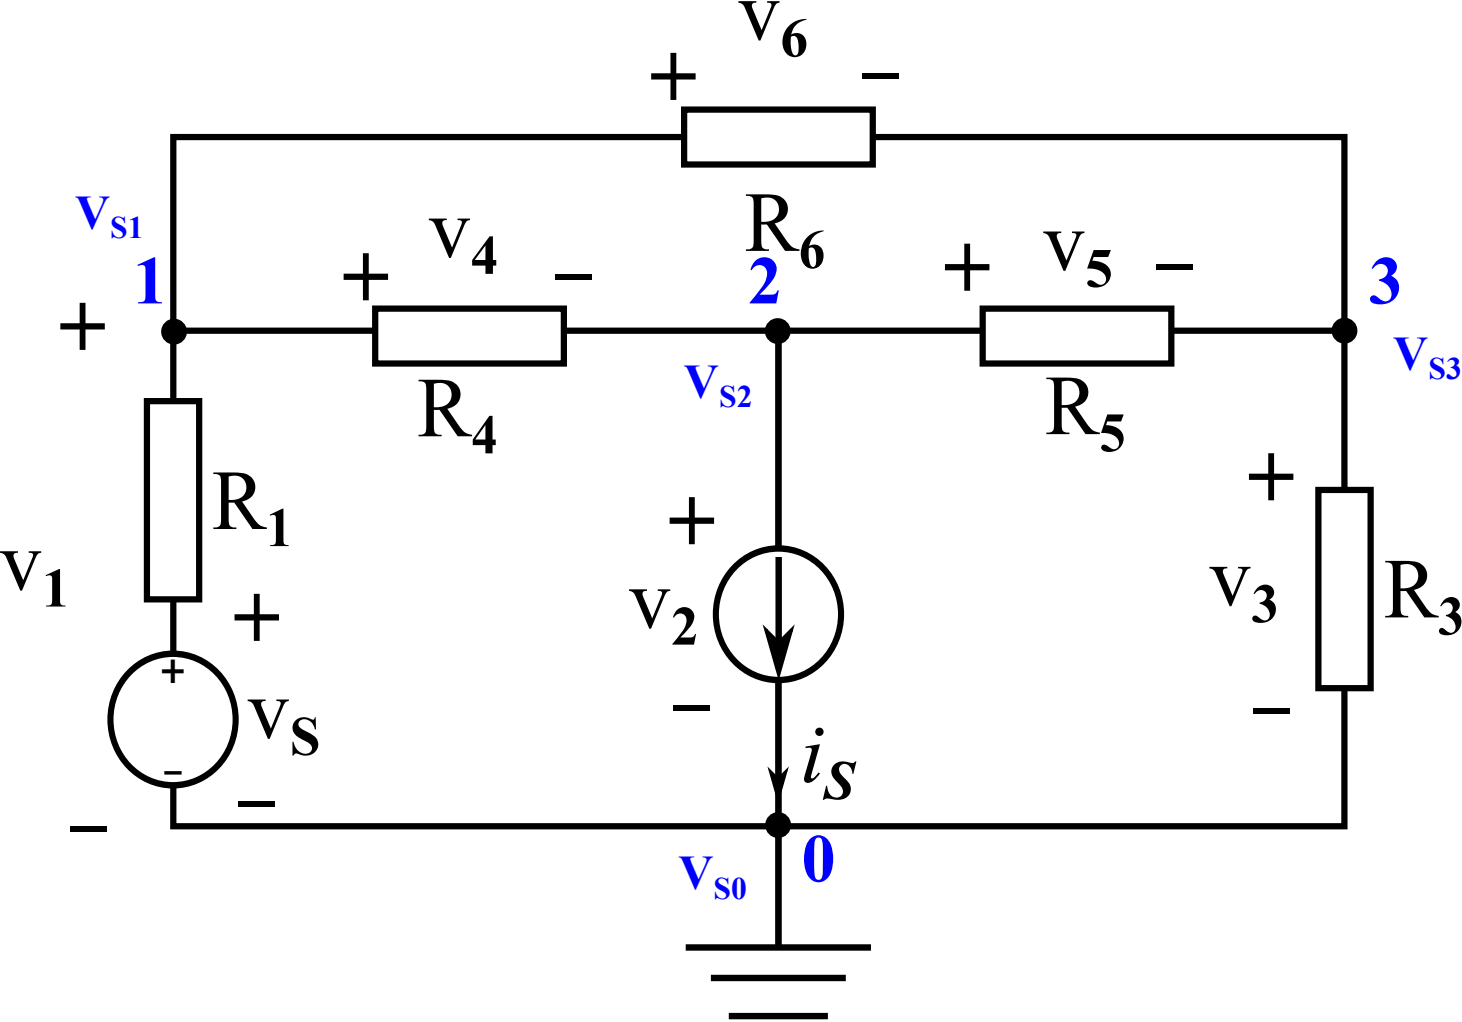 v6
+ −
R6
vS1
v4
v5
1
+ −
2
+ −
3
+
vS2
vS3
R4
R5
R1
+
+
v1
v2
v3
R3
+
+
vS
−
−
−
iS
−
−
−
vS0
0